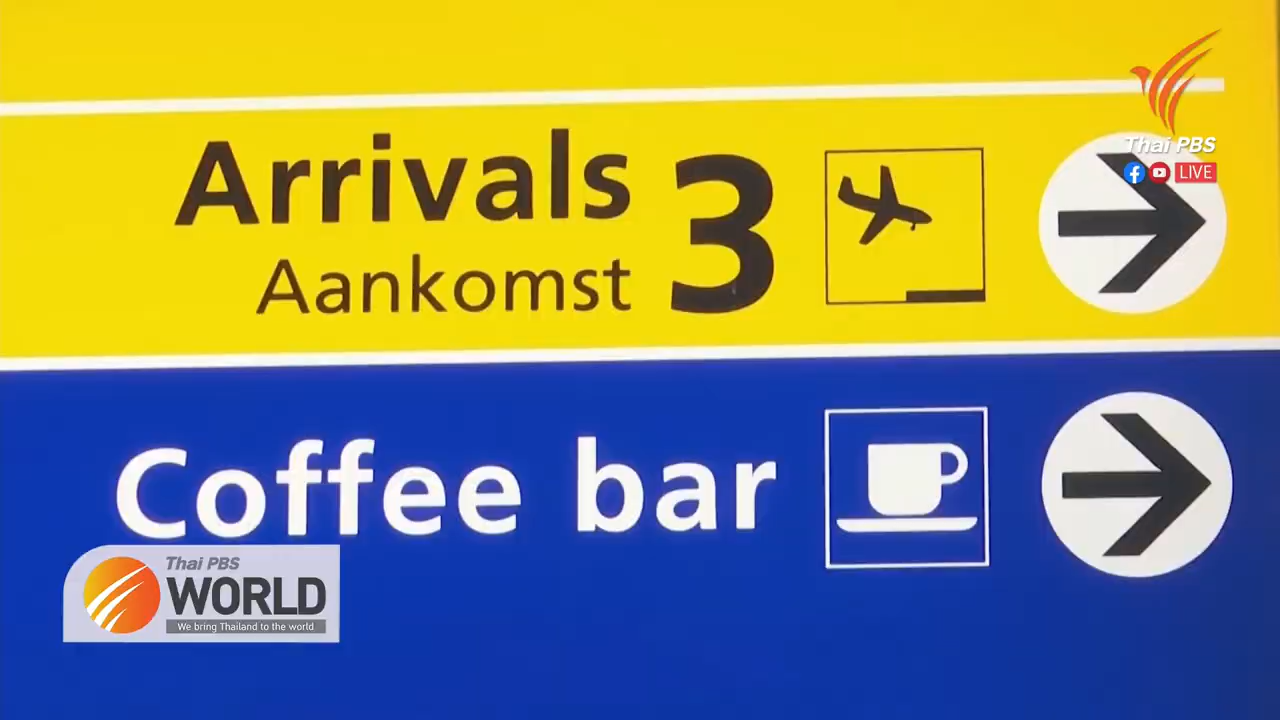 Thai PBS
LIVE
Arrivals 3
Aankomst
Coffee bar
Thai PBS
WORLD
We bring Thailand to the world